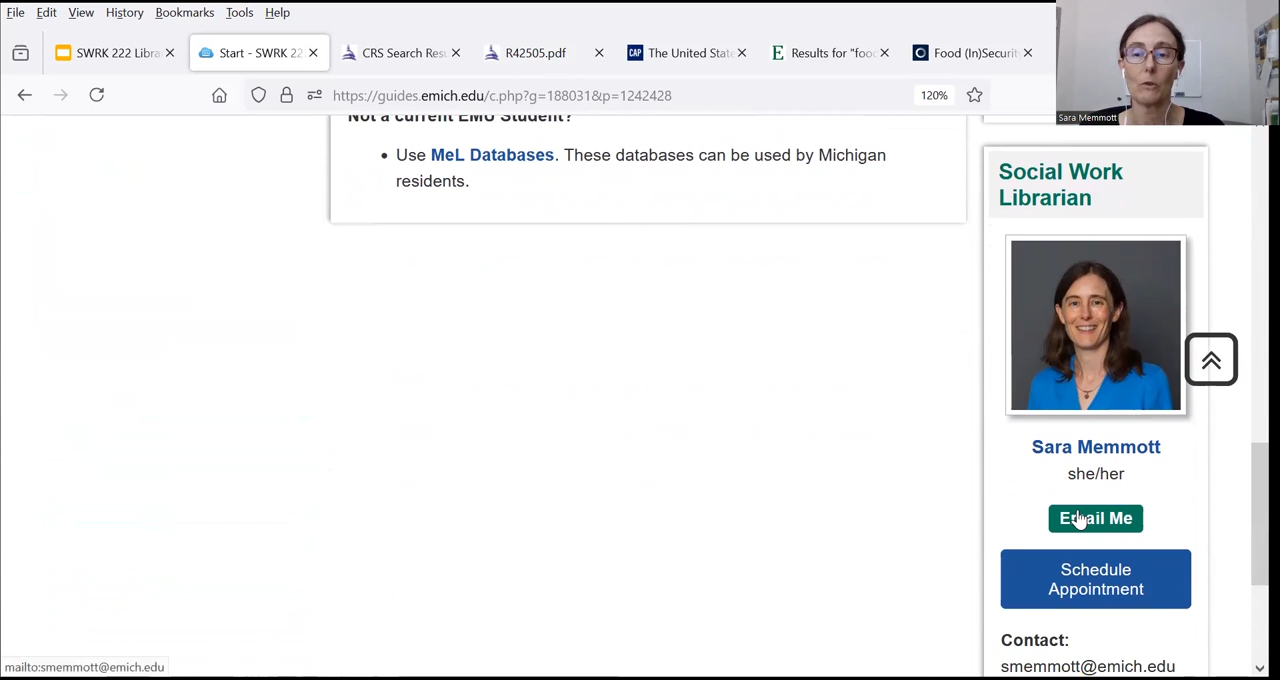 File Edit View History Bookmarks Tools Help
SWRK 222 Libra
Start - SWRK 22
CRS Search Res
R42505.pdf
CAP
The United State
E
Results for "food
Food (In)Securit
https://guides.emich.edu/c.php?g=188031&p=1242428
120%
Sara Memmott
Not a current EMU Student?
• Use MeL Databases. These databases can be used by Michigan
residents.
Social Work
Librarian
Sara Memmott
she/her
Email Me
Schedule
Appointment
Contact:
smemmott@emich.edu
mailto:smemmott@emich.edu